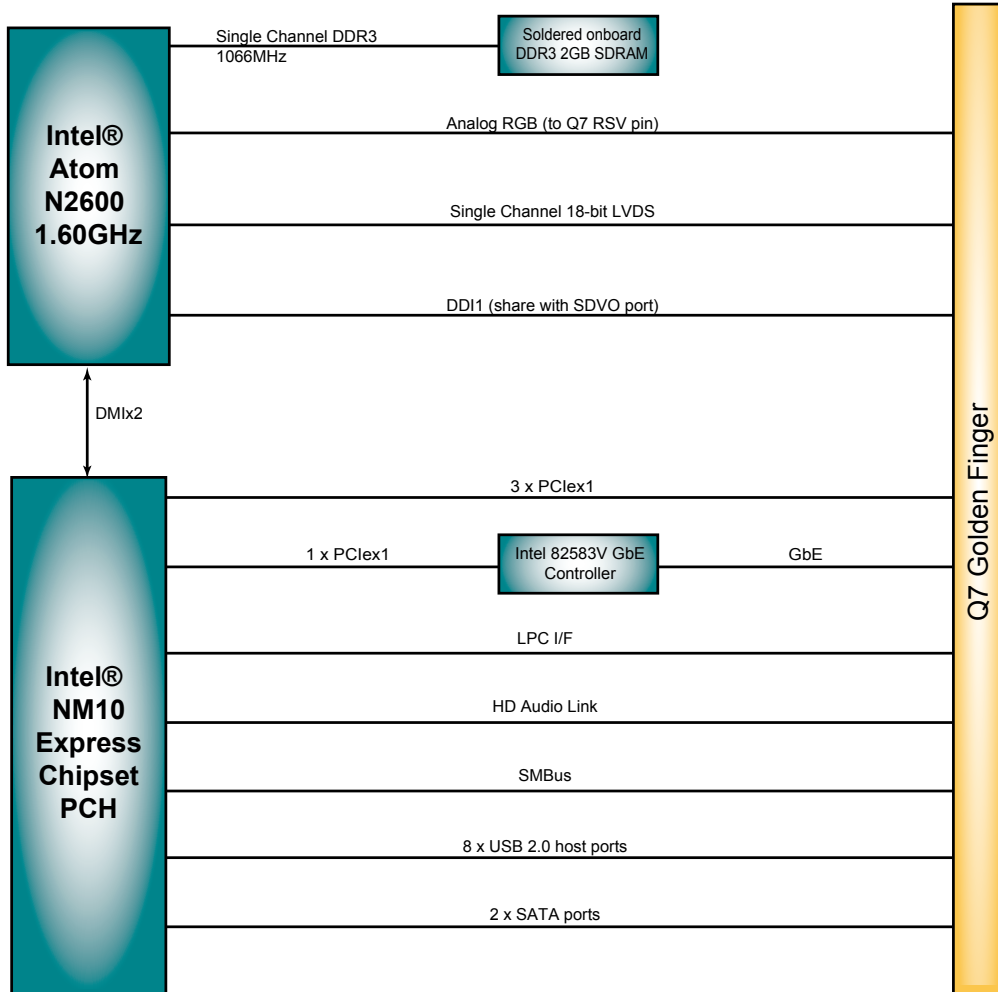 Single Channel DDR3
1066MHz
Soldered onboard
DDR3 2GB SDRAM
Intel®
Atom
N2600
1.60GHz
Analog RGB (to Q7 RSV pin)
Single Channel 18-bit LVDS
DDI1 (share with SDVO port)
DMIx2
Q7 Golden Finger
3 x PCIex1
1 x PCIex1
Intel 82583V GbE
Controller
GbE
LPC I/F
Intel®
NM10
Express
Chipset
PCH
HD Audio Link
SMBus
8 x USB 2.0 host ports
2 x SATA ports